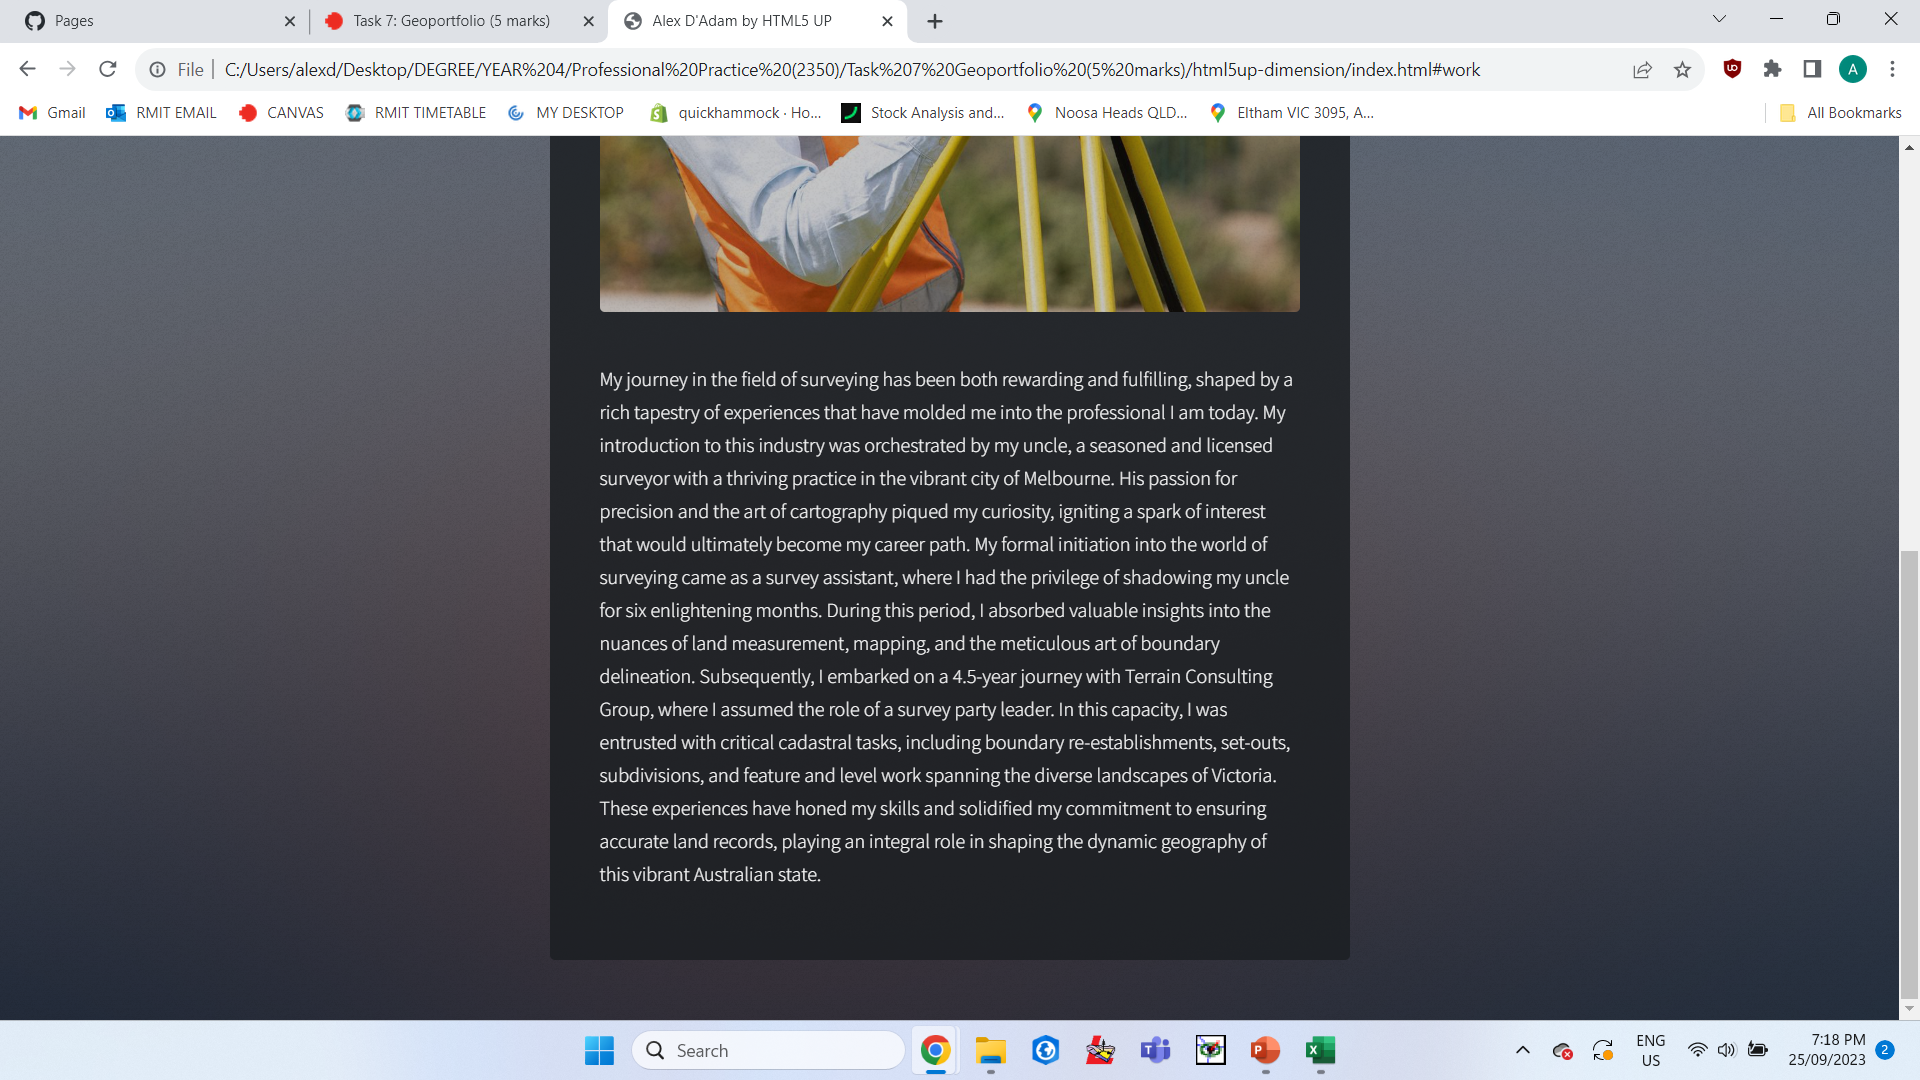 Pages
Task 7: Geoportfolio (5 marks)
Alex D'Adam by HTML5 UP
File
C:/Users/alexd/Desktop/DEGREE/YEAR%204/Professional%20Practice%20(2350)/Task%207%20Geoportfolio%20(5%20marks)/html5up-dimension/index.html#work
A
Gmail
RMIT EMAIL
CANVAS
RMIT TIMETABLE
MY DESKTOP
quickhammock · Ho...
Stock Analysis and...
Noosa Heads QLD...
Eltham VIC 3095, A...
All Bookmarks
My journey in the field of surveying has been both rewarding and fulfilling, shaped by a
rich tapestry of experiences that have molded me into the professional I am today. My
introduction to this industry was orchestrated by my uncle, a seasoned and licensed
surveyor with a thriving practice in the vibrant city of Melbourne. His passion for
precision and the art of cartography piqued my curiosity, igniting a spark of interest
that would ultimately become my career path. My formal initiation into the world of
surveying came as a survey assistant, where I had the privilege of shadowing my uncle
for six enlightening months. During this period, I absorbed valuable insights into the
nuances of land measurement, mapping, and the meticulous art of boundary
delineation. Subsequently, I embarked on a 4.5-year journey with Terrain Consulting
Group, where I assumed the role of a survey party leader. In this capacity, I was
entrusted with critical cadastral tasks, including boundary re-establishments, set-outs,
subdivisions, and feature and level work spanning the diverse landscapes of Victoria.
These experiences have honed my skills and solidified my commitment to ensuring
accurate land records, playing an integral role in shaping the dynamic geography of
this vibrant Australian state.
Search
ENG
US
7:18 PM
25/09/2023
2